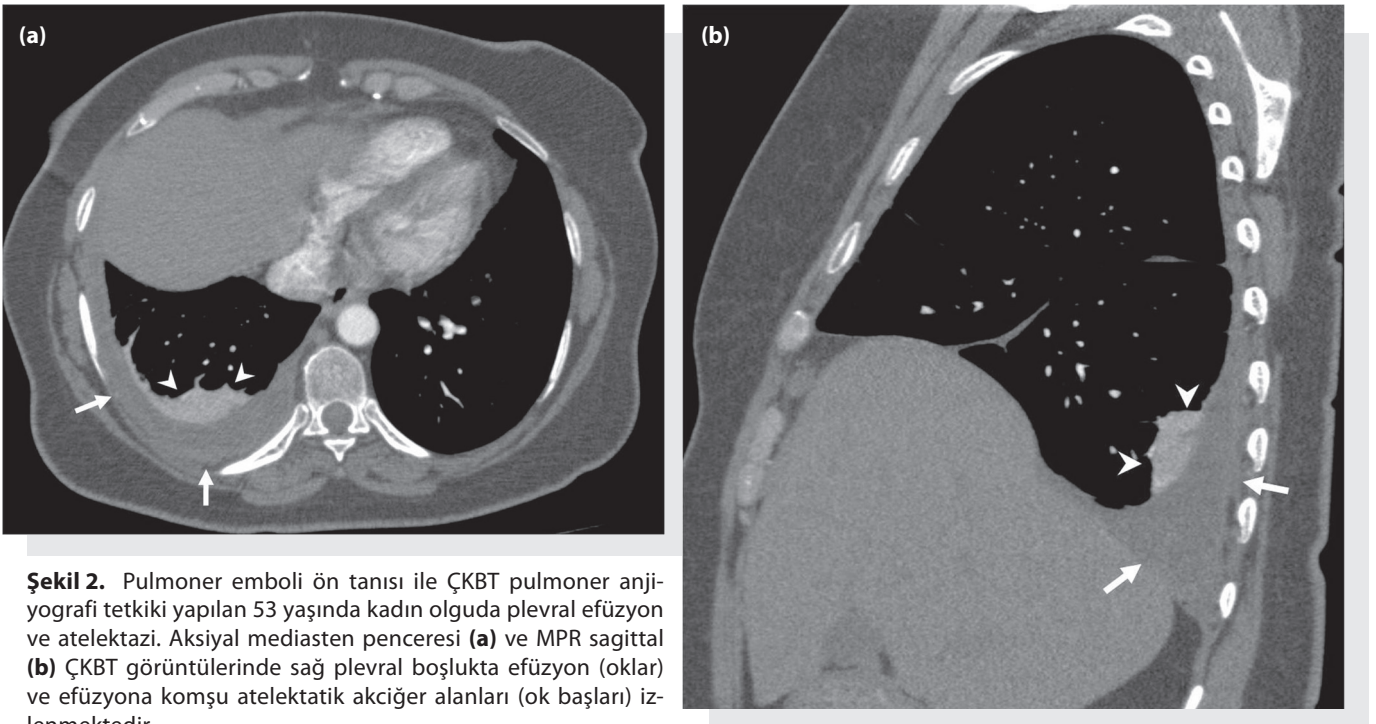 (a)
(b)
Şekil 2. Pulmoner emboli ön tanısı ile ÇKBT pulmoner anji-
yografi tetkiki yapılan 53 yaşında kadın olguda plevral efüzyon
ve atelektazi. Aksiyal mediasten penceresi (a) ve MPR sagittal
(b) ÇKBT görüntülerinde sağ plevral boşlukta efüzyon (oklar)
ve efüzyona komşu atelektatik akciğer alanları (ok başları) iz-
lenmektedir.